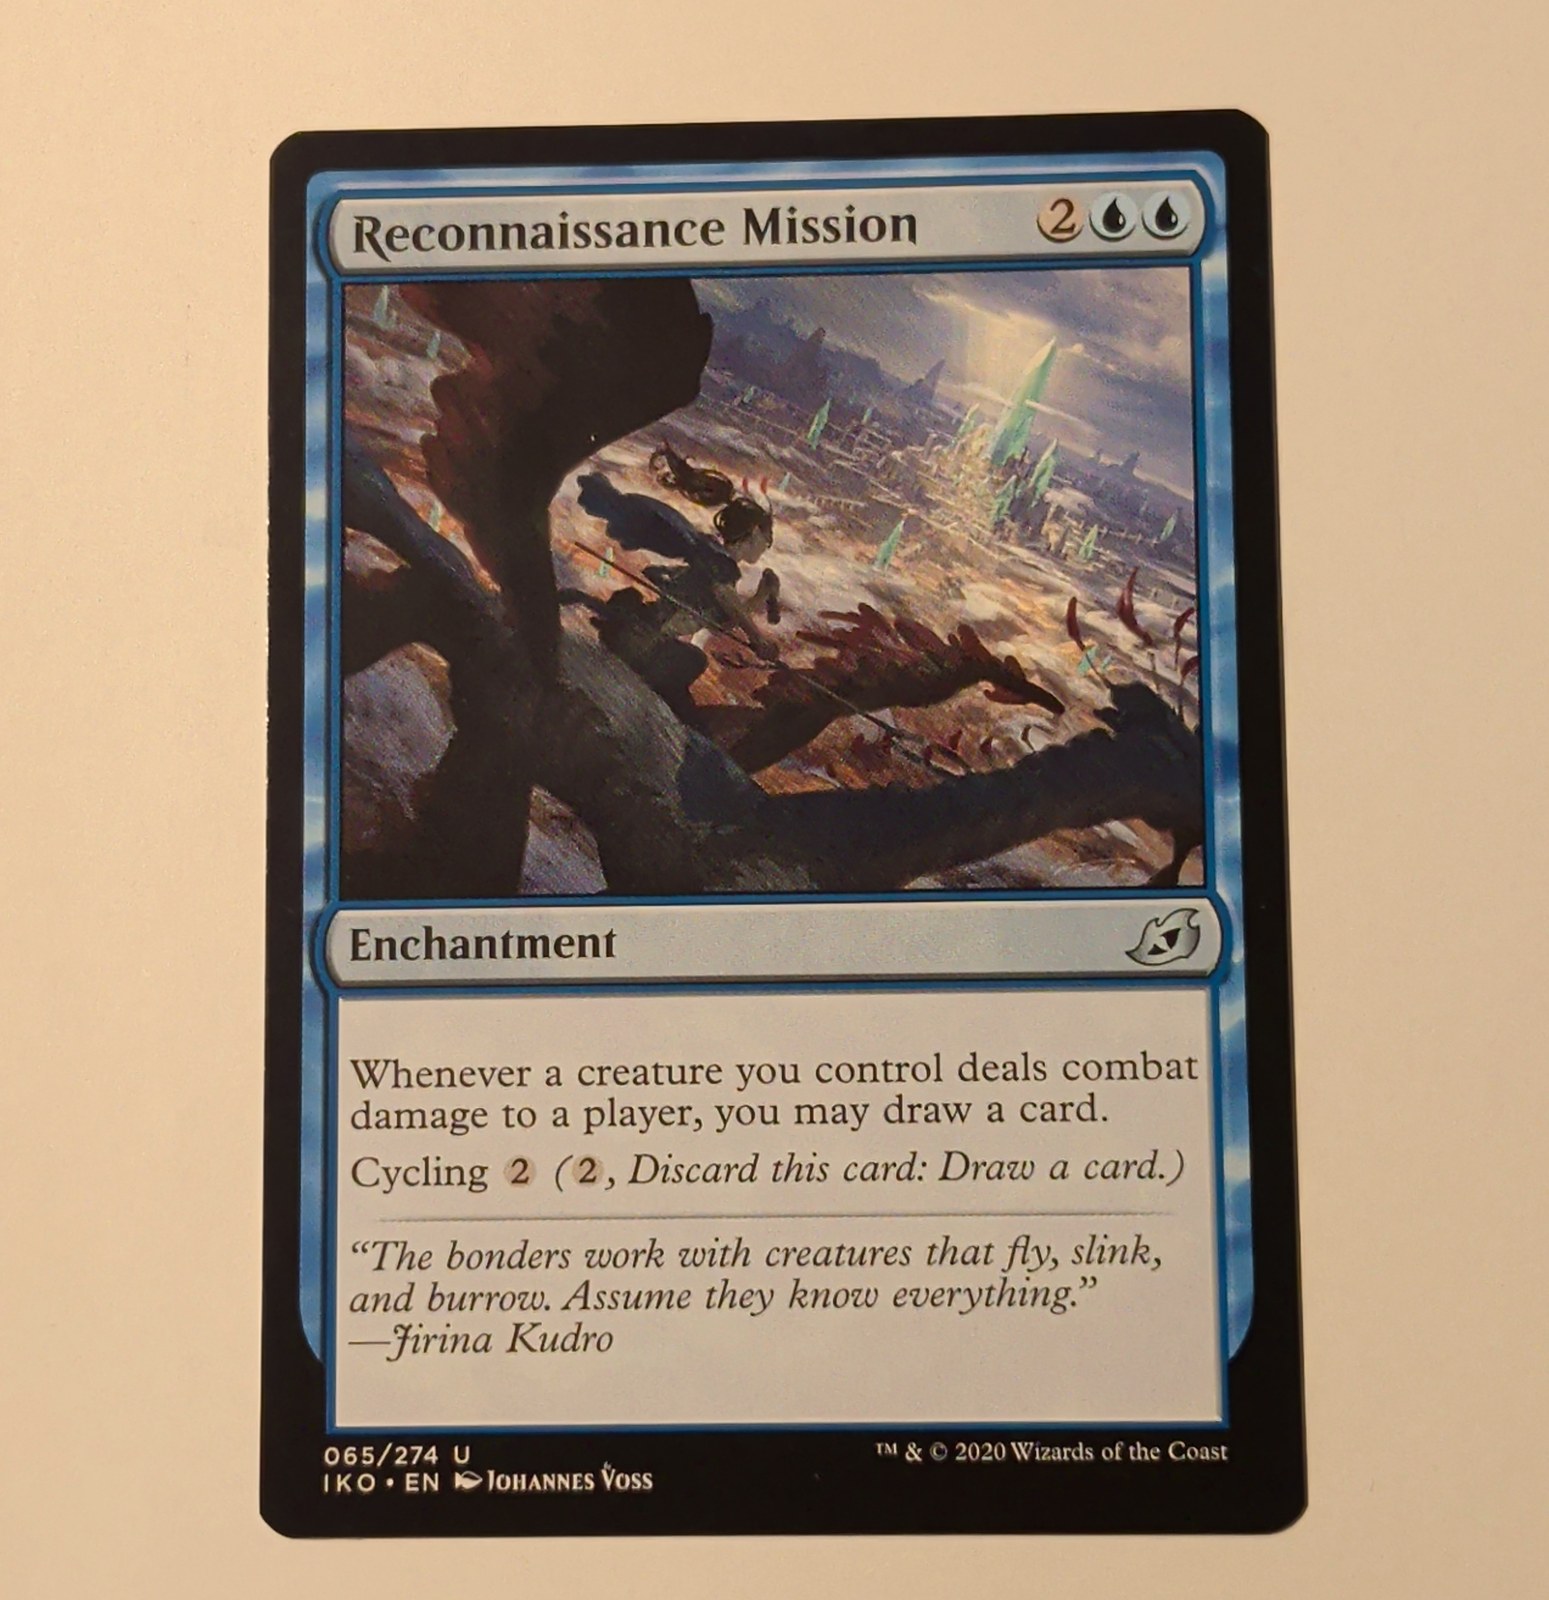 Reconnaissance Mission 2
Enchantment
Whenever a creature you control deals combat
damage to a player, you may draw a card.
Cycling 2 (2, Discard this card: Draw a card.)
“The bonders work with creatures that fly, slink,
and burrow. Assume they know everything.”
—Jirina Kudro
065/274 U
™ & © 2020 Wizards of the Coast
IKO • EN Johannes Voss